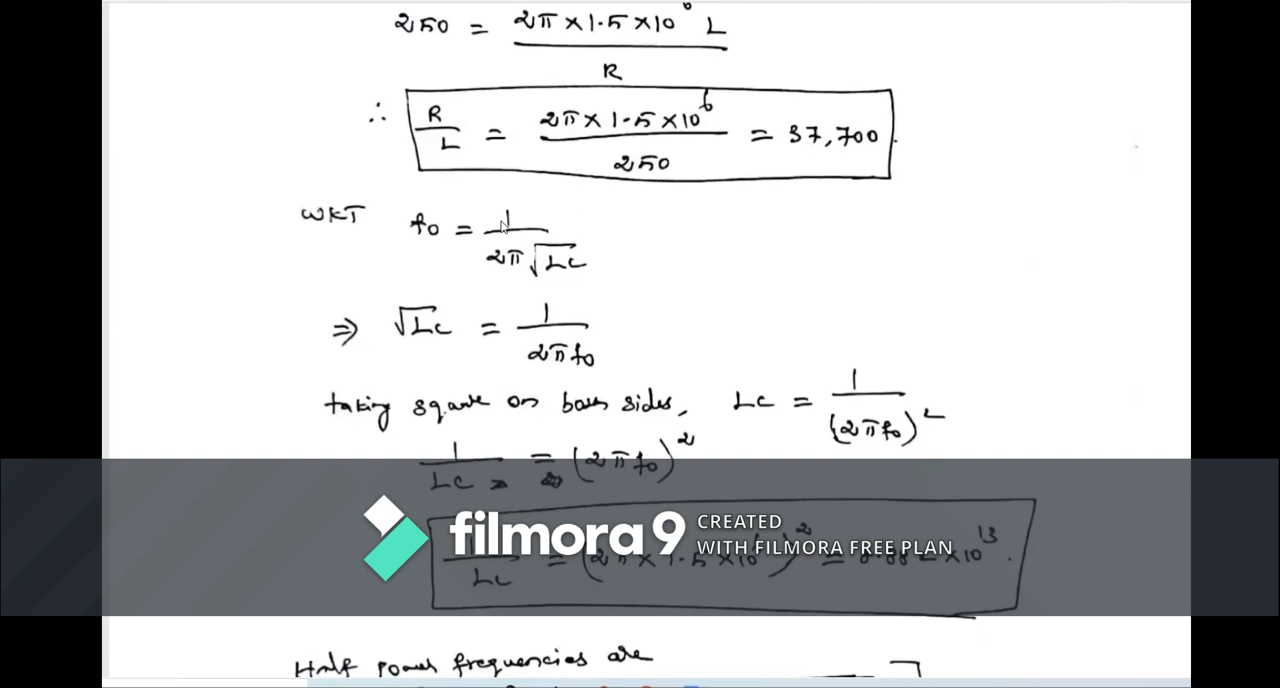 250 = 2π × 1.5 × 10⁶ L / R
∴ R/L = 2π × 1.5 × 10⁶ / 250 = 37,700.
WKT f₀ = 1 / 2π√LC
⇒ √LC = 1 / 2πf₀
taking square on both sides, LC = 1 / (2πf₀)²
1/LC = (2πf₀)²
filmora9 CREATED
WITH FILMORA FREE PLAN
1/LC = (2π × 1.5 × 10⁶)² = × 10¹³.
Half power frequencies are